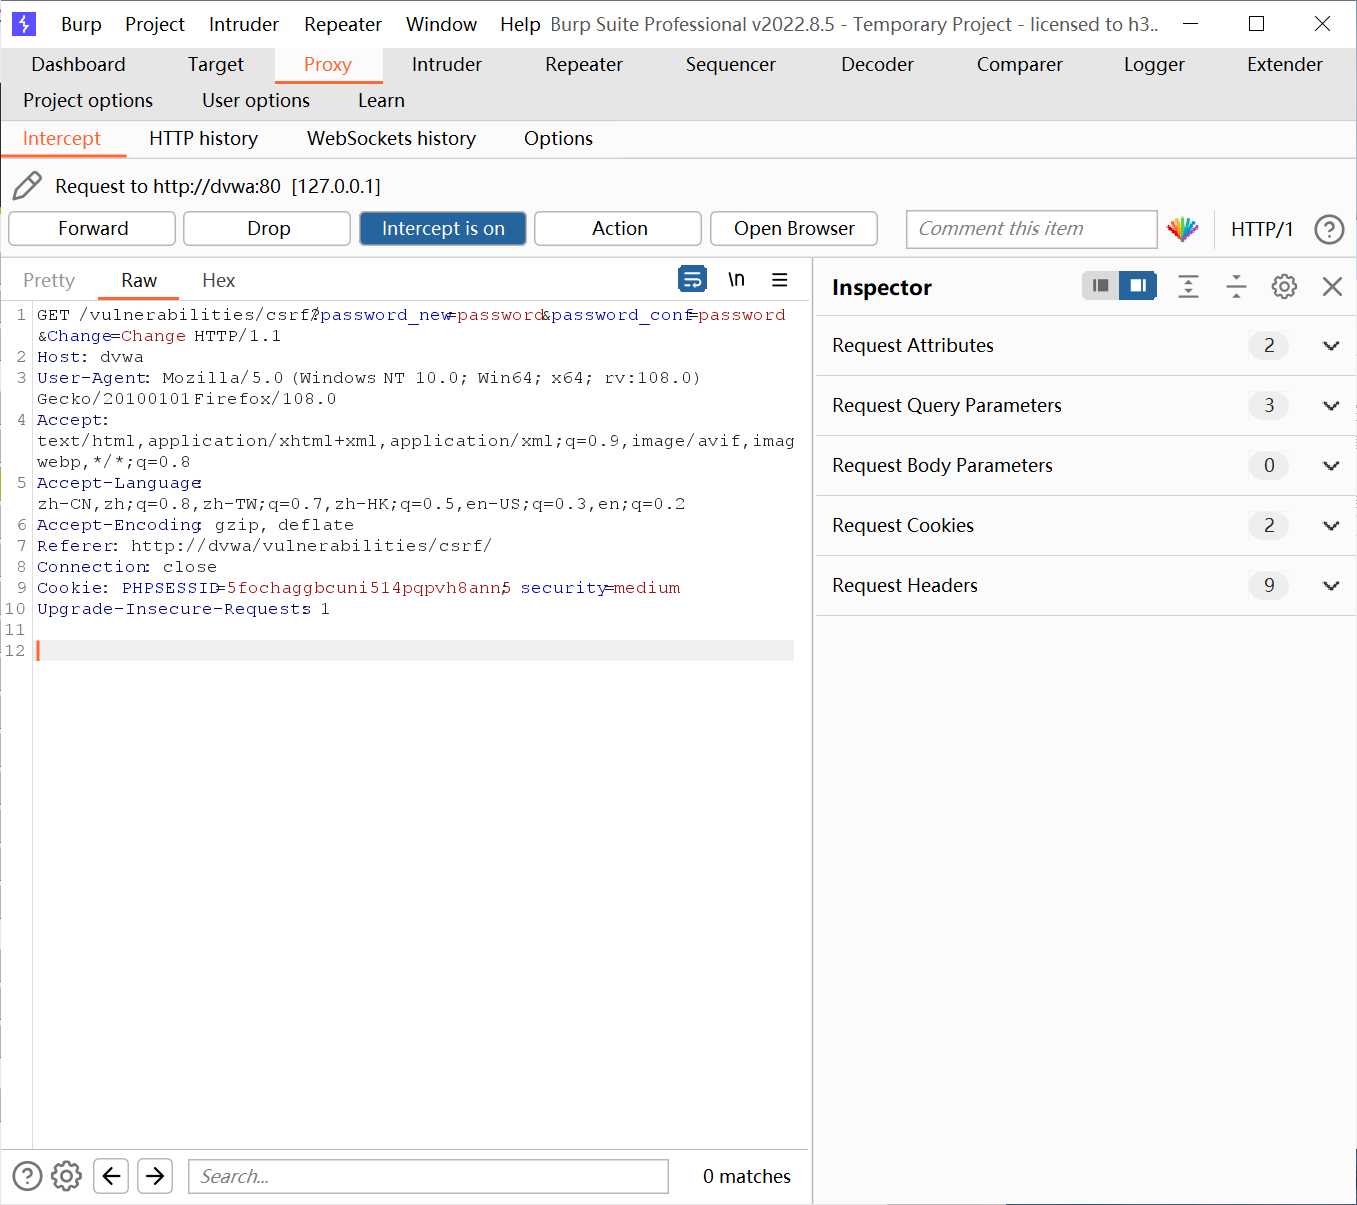 Burp Project Intruder Repeater Window Help Burp Suite Professional v2022.8.5 - Temporary Project - licensed to h3..
Dashboard Target Proxy Intruder Repeater Sequencer Decoder Comparer Logger Extender
Project options User options Learn
Intercept HTTP history WebSockets history Options
Request to http://dvwa:80 [127.0.0.1]
Forward Drop Intercept is on Action Open Browser Comment this item HTTP/1 ?
Pretty Raw Hex \n
Inspector
1 GET /vulnerabilities/csrf/?password_new=password&password_conf=password
&Change=Change HTTP/1.1
2 Host: dvwa
3 User-Agent: Mozilla/5.0 (Windows NT 10.0; Win64; x64; rv:108.0)
Gecko/20100101 Firefox/108.0
4 Accept:
text/html,application/xhtml+xml,application/xml;q=0.9,image/avif,imag
webp,*/*;q=0.8
5 Accept-Language:
zh-CN,zh;q=0.8,zh-TW;q=0.7,zh-HK;q=0.5,en-US;q=0.3,en;q=0.2
6 Accept-Encoding: gzip, deflate
7 Referer: http://dvwa/vulnerabilities/csrf/
8 Connection: close
9 Cookie: PHPSESSID=5fochaggbcuni514pqpvh8ann5; security=medium
10 Upgrade-Insecure-Requests: 1
11
12
Request Attributes 2
Request Query Parameters 3
Request Body Parameters 0
Request Cookies 2
Request Headers 9
? Search... 0 matches